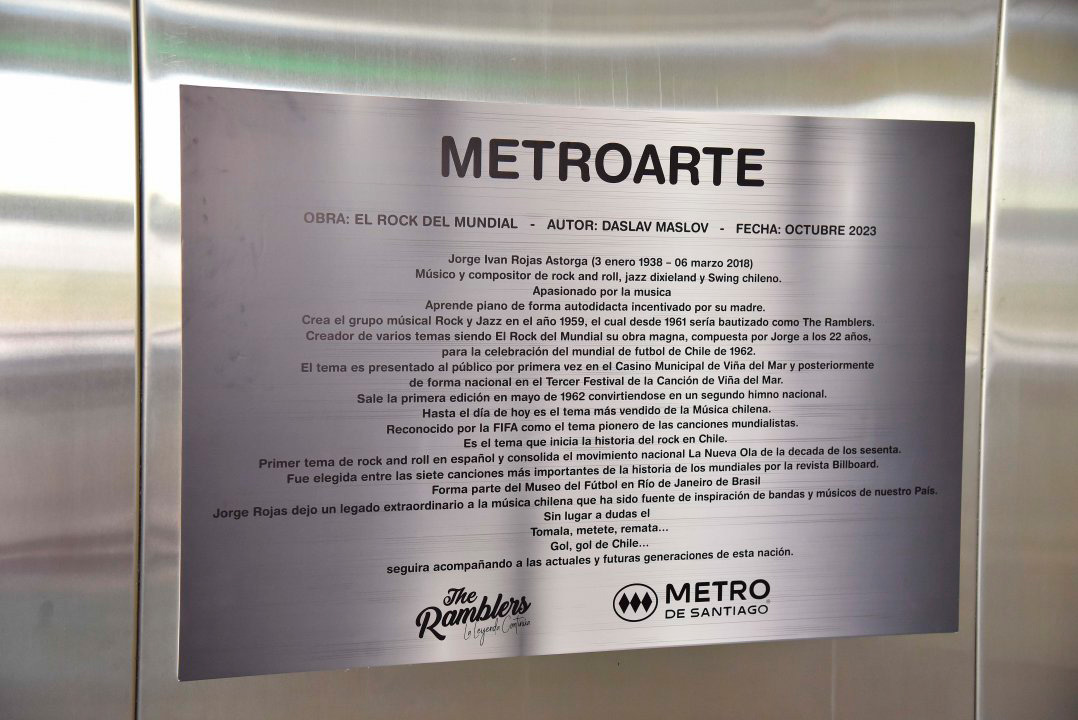 METROARTE
OBRA: EL ROCK DEL MUNDIAL - AUTOR: DASLAV MASLOV - FECHA: OCTUBRE 2023
Jorge Ivan Rojas Astorga (3 enero 1938 – 06 marzo 2018)
Músico y compositor de rock and roll, jazz dixieland y Swing chileno.
Apasionado por la musica
Aprende piano de forma autodidacta incentivado por su madre.
Crea el grupo músical Rock y Jazz en el año 1959, el cual desde 1961 sería bautizado como The Ramblers.
Creador de varios temas siendo El Rock del Mundial su obra magna, compuesta por Jorge a los 22 años,
para la celebración del mundial de futbol de Chile de 1962.
El tema es presentado al público por primera vez en el Casino Municipal de Viña del Mar y posteriormente
de forma nacional en el Tercer Festival de la Canción de Viña del Mar.
Sale la primera edición en mayo de 1962 convirtiendose en un segundo himno nacional.
Hasta el día de hoy es el tema más vendido de la Música chilena.
Reconocido por la FIFA como el tema pionero de las canciones mundialistas.
Es el tema que inicia la historia del rock en Chile.
Primer tema de rock and roll en español y consolida el movimiento nacional La Nueva Ola de la decada de los sesenta.
Fue elegida entre las siete canciones más importantes de la historia de los mundiales por la revista Billboard.
Forma parte del Museo del Fútbol en Río de Janeiro de Brasil
Jorge Rojas dejo un legado extraordinario a la música chilena que ha sido fuente de inspiración de bandas y músicos de nuestro País.
Sin lugar a dudas el
Tomala, metete, remata...
Gol, gol de Chile...
seguira acompañando a las actuales y futuras generaciones de esta nación.
The
Ramblers
La Leyenda Continúa
METRO
DE SANTIAGO